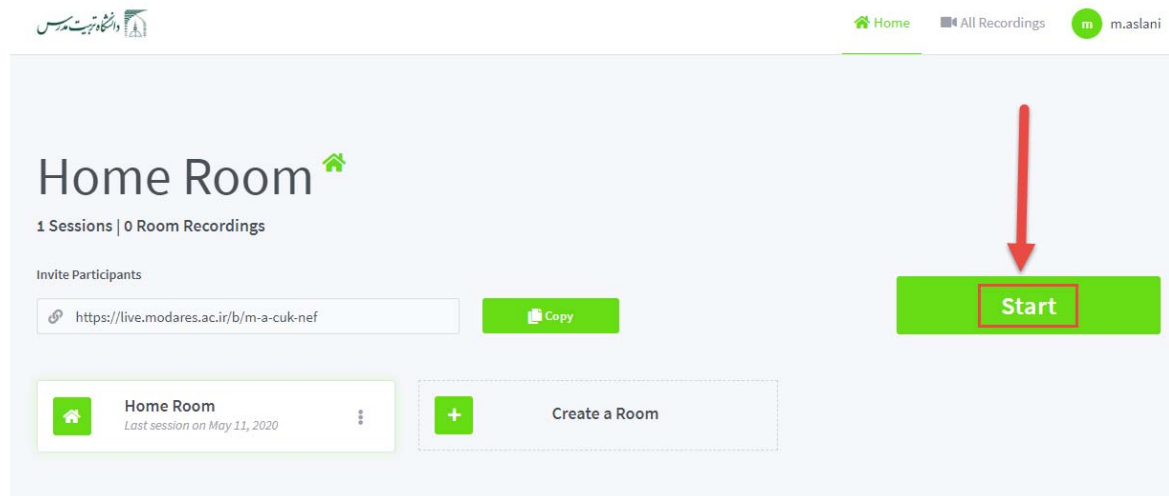 دانشگاه تربیت مدرس
Home
All Recordings
m
m.aslani
Home Room
1 Sessions | 0 Room Recordings
Invite Participants
https://live.modares.ac.ir/b/m-a-cuk-nef
Copy
Start
Home Room
Last session on May 11, 2020
Create a Room